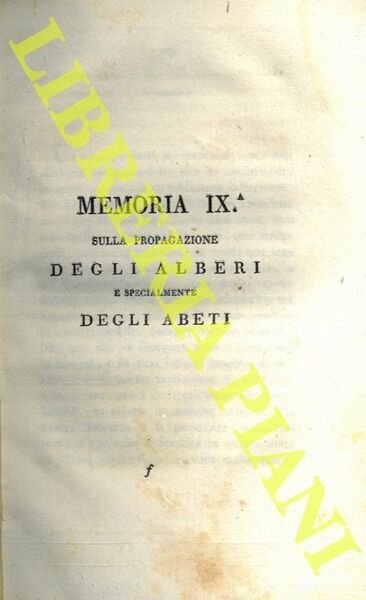 MEMORIA IX.ᴬ
SULLA PROPAGAZIONE
DEGLI ALBERI
E SPECIALMENTE
DEGLI ABETI
f
LIBRERIA PIANI